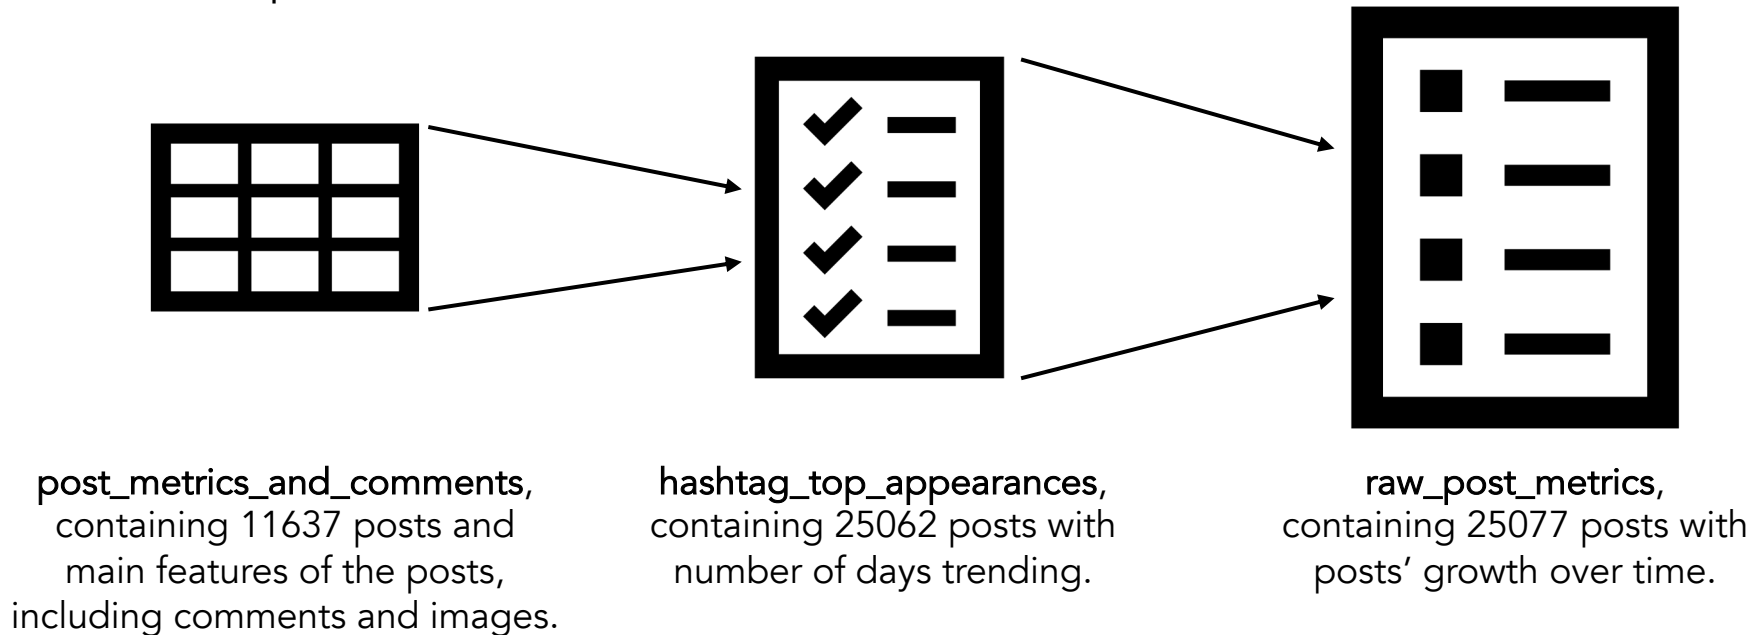 post_metrics_and_comments,
containing 11637 posts and
main features of the posts,
including comments and images.
hashtag_top_appearances,
containing 25062 posts with
number of days trending.
raw_post_metrics,
containing 25077 posts with
posts’ growth over time.